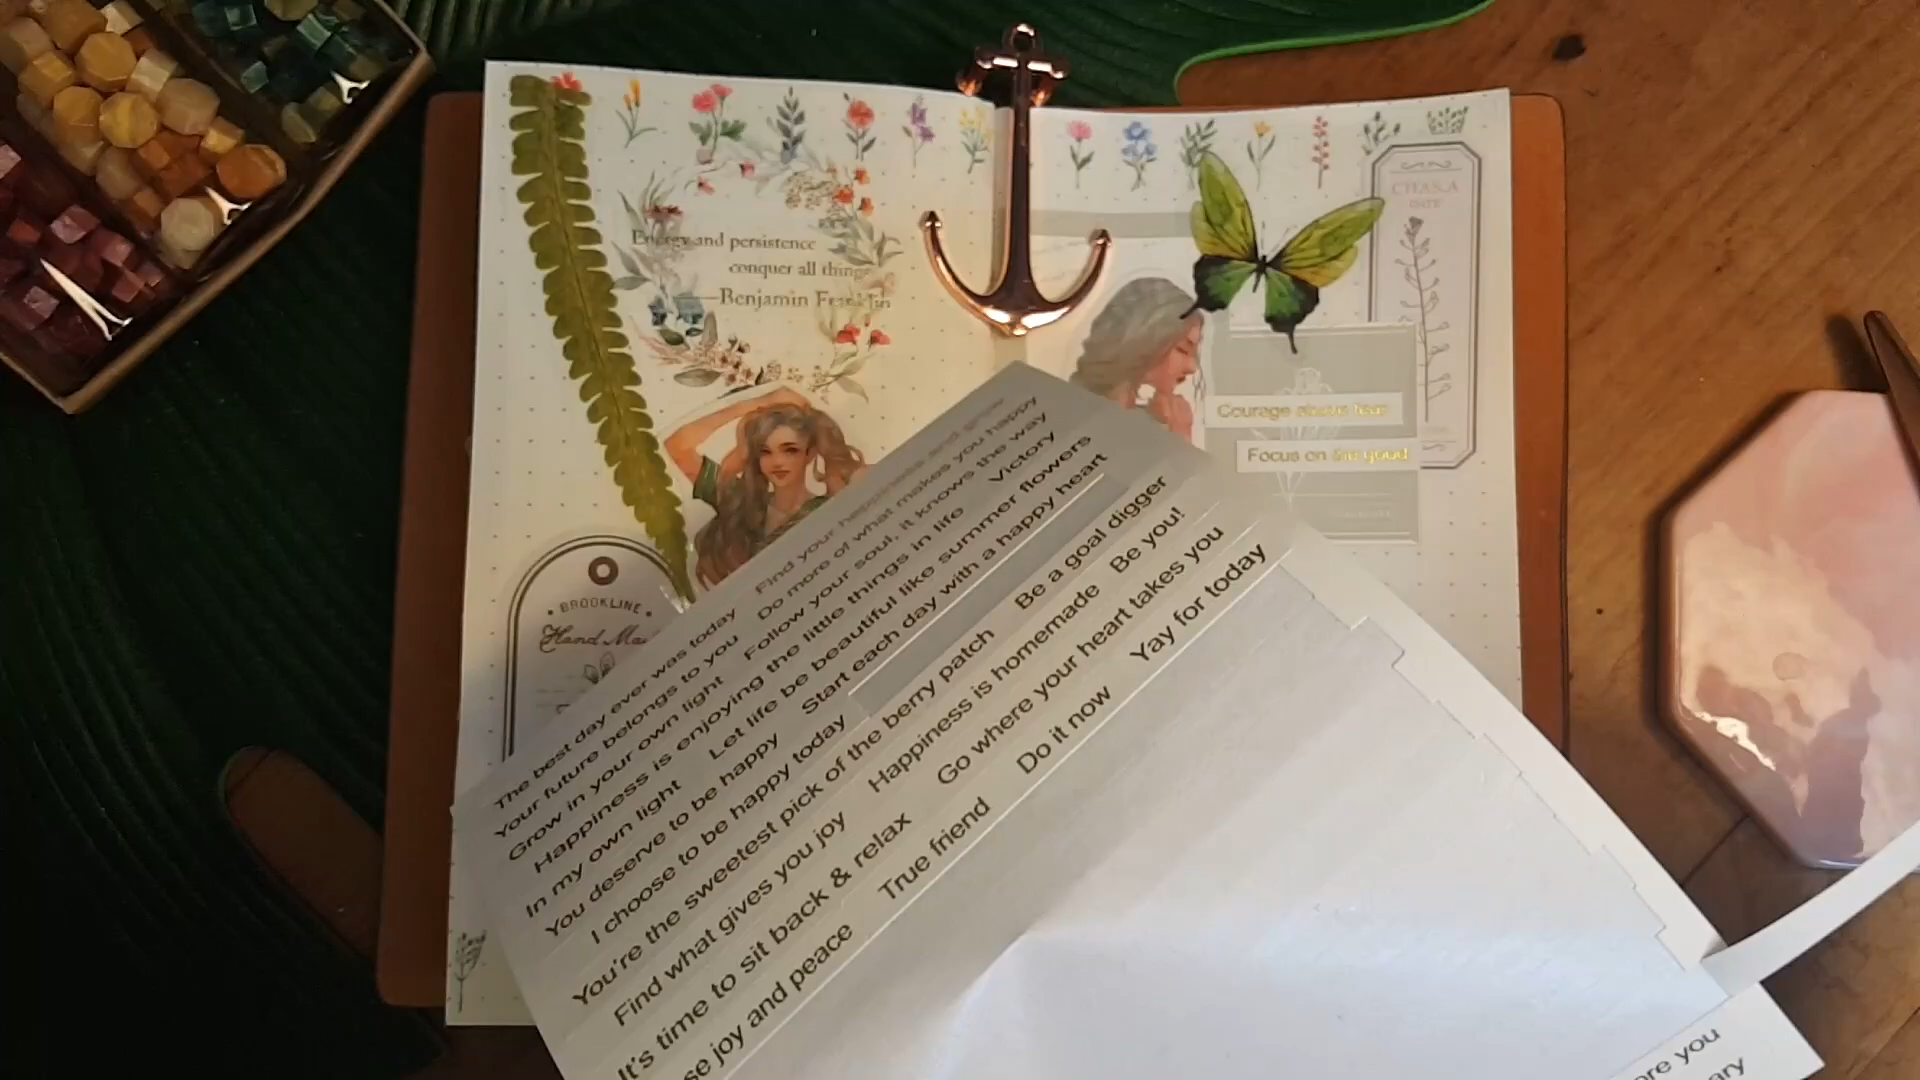 Energy and persistence
conquer all things
—Benjamin Franklin
CHAS.A
DATE
Courage above fear
Focus on the good
• BROOKLINE •
Hand Ma
The best day ever was today Find your happiness and grow
Your future belongs to you Do more of what makes you happy
Grow in your own light Follow your soul, it knows the way
Happiness is enjoying the little things in life Victory
In my own light Let life be beautiful like summer flowers
You deserve to be happy Start each day with a happy heart
I choose to be happy today
You're the sweetest pick of the berry patch Be a goal digger
Find what gives you joy Happiness is homemade Be you!
It's time to sit back & relax Go where your heart takes you
se joy and peace True friend Do it now Yay for today
ore you
ary